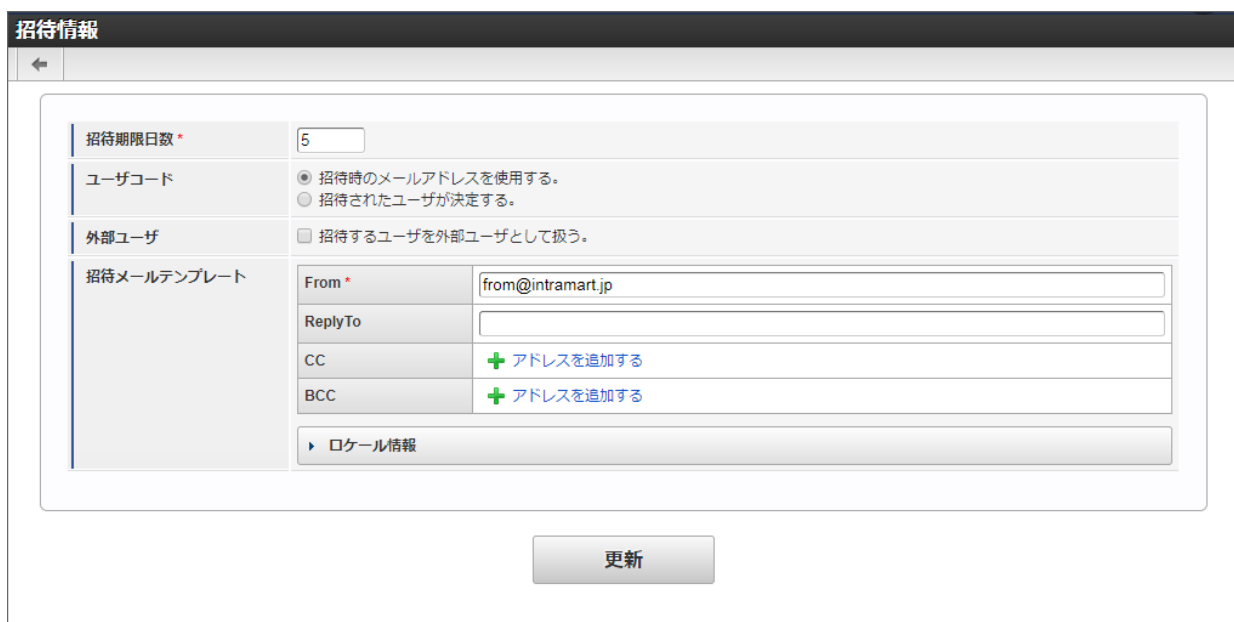 招待情報
招待期限日数 *
5
ユーザコード
招待時のメールアドレスを使用する。
招待されたユーザが決定する。
外部ユーザ
招待するユーザを外部ユーザとして扱う。
招待メールテンプレート
From *
from@intramart.jp
ReplyTo
CC
アドレスを追加する
BCC
アドレスを追加する
ロケール情報
更新